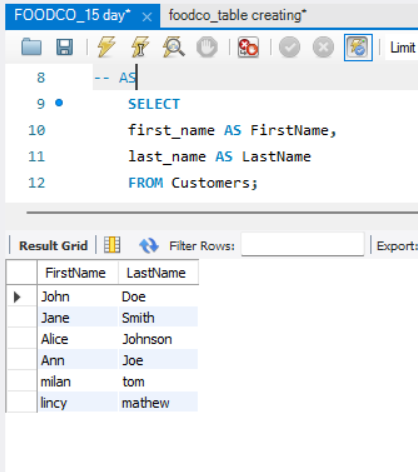 FOODCO_15 day* × foodco_table creating*
Limit
8 -- AS
9 SELECT
10 first_name AS FirstName,
11 last_name AS LastName
12 FROM Customers;
Result Grid Filter Rows: Export:
FirstName LastName
John Doe
Jane Smith
Alice Johnson
Ann Joe
milan tom
lincy mathew